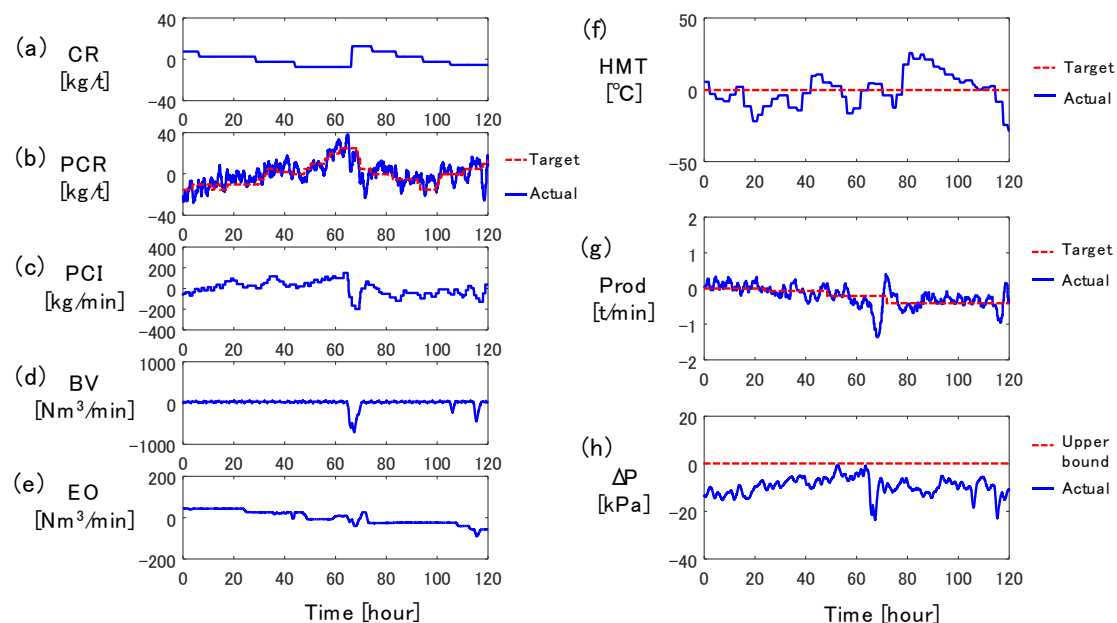 (a) CR
[kg/t]
40
0
-40
(b) PCR
[kg/t]
40
0
-40
0 20 40 60 80 100 120
Target
Actual
(c) PCI
[kg/min]
400
200
0
-200
-400
0 20 40 60 80 100 120
(d) BV
[Nm³/min]
1000
0
-1000
0 20 40 60 80 100 120
(e) EO
[Nm³/min]
200
0
-200
0 20 40 60 80 100 120
Time [hour]
(f)
HMT
[℃]
50
0
-50
0 20 40 60 80 100 120
Target
Actual
(g)
Prod
[t/min]
2
1
0
-1
-2
0 20 40 60 80 100 120
Target
Actual
(h)
ΔP
[kPa]
20
0
-20
-40
0 20 40 60 80 100 120
Upper
bound
Actual
Time [hour]
0 20 40 60 80 100 120